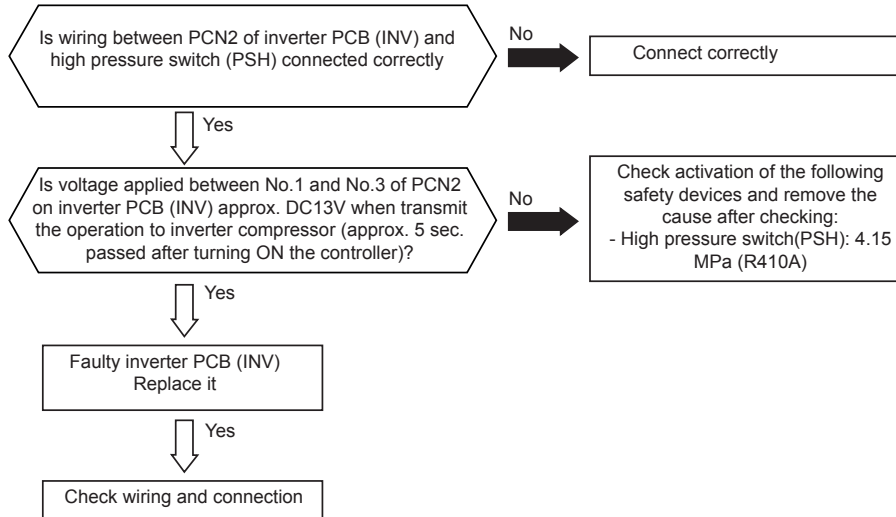 Is wiring between PCN2 of inverter PCB (INV) and
high pressure switch (PSH) connected correctly
No
Connect correctly
Yes
Is voltage applied between No.1 and No.3 of PCN2
on inverter PCB (INV) approx. DC13V when transmit
the operation to inverter compressor (approx. 5 sec.
passed after turning ON the controller)?
No
Check activation of the following
safety devices and remove the
cause after checking:
- High pressure switch(PSH): 4.15
MPa (R410A)
Yes
Faulty inverter PCB (INV)
Replace it
Yes
Check wiring and connection